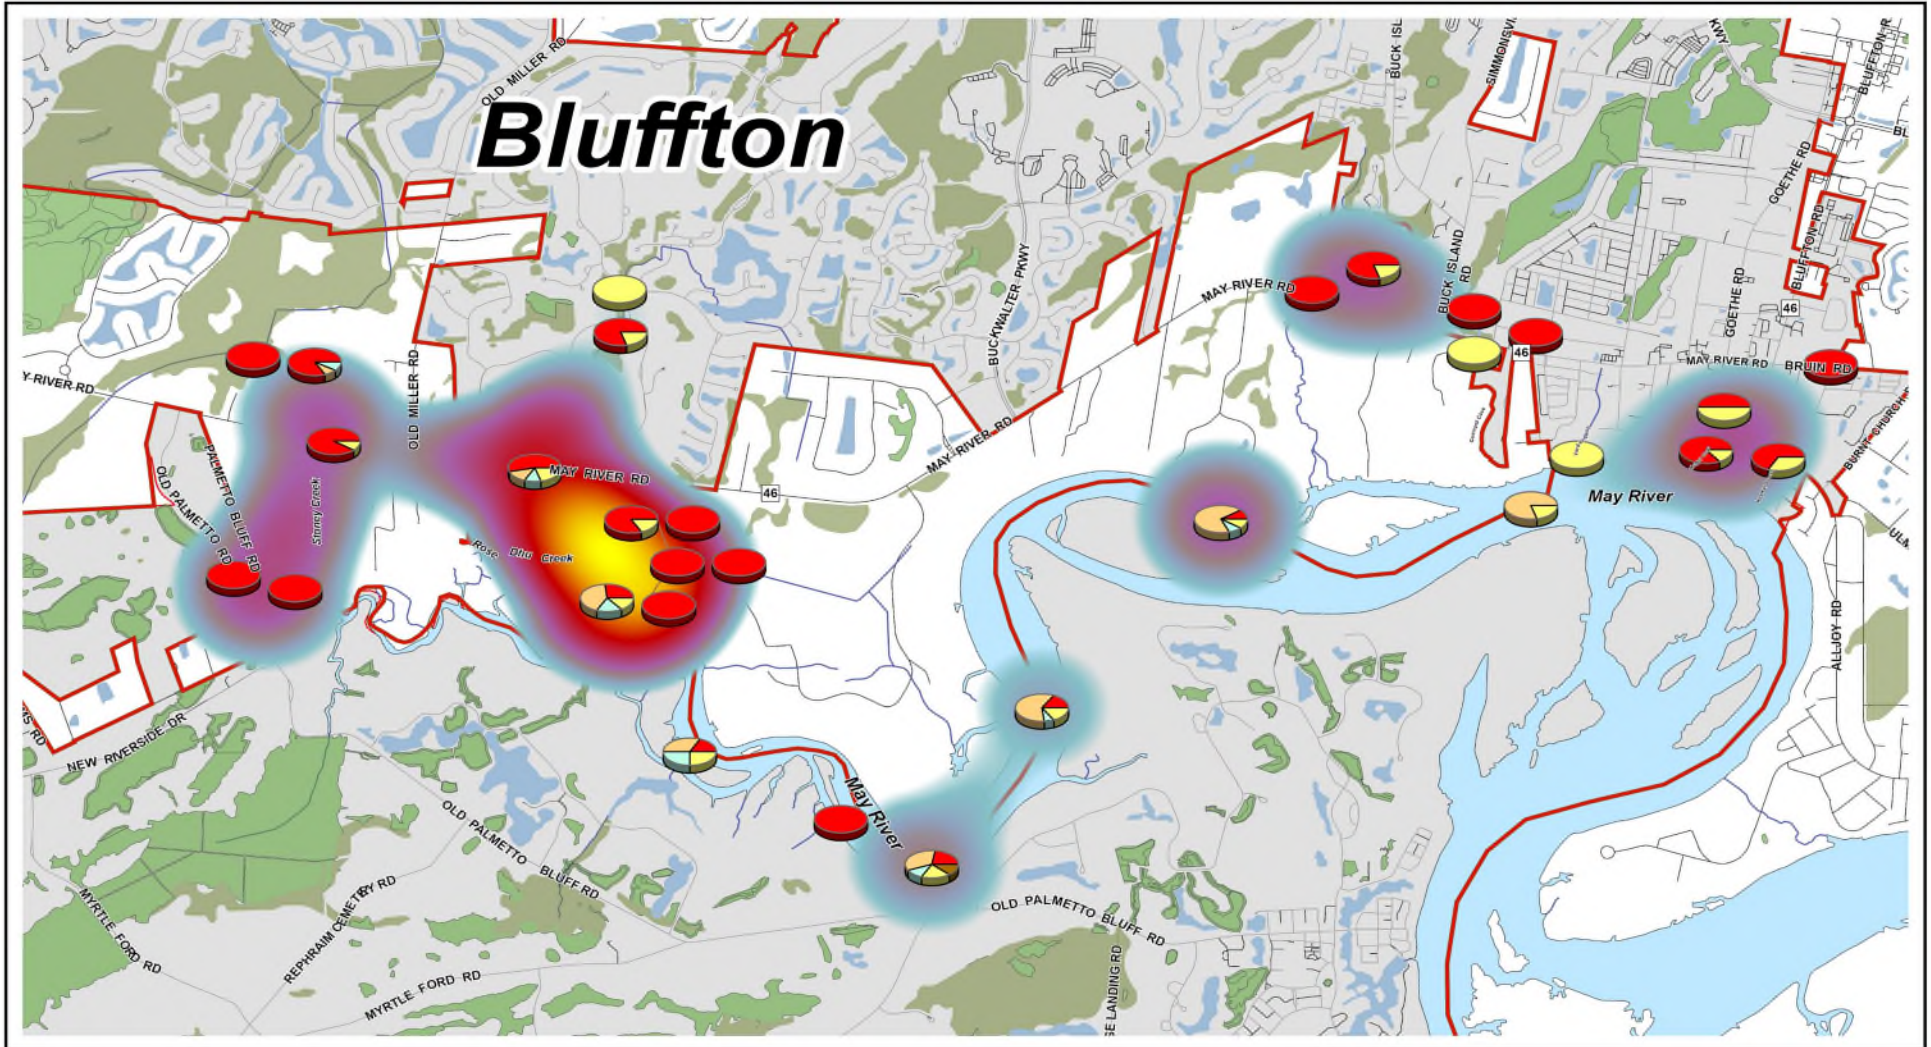 OLD MILLER RD
BUCK ISL
SIMMONSVI
KWY
BLUFFTON R
Bluffton
BL
GOETHE RD
BLUFFTON RD
BUCKWALTER PKWY
MAY RIVER RD
BUCK ISLAND RD
GOETHE RD
46
46
MAY RIVER RD
BRUIN RD
Y RIVER RD
OLD MILLER RD
BURNT CHURCH R
PALMETTO BLUFF RD
OLD PALMETTO RD
Stoney Creek
MAY RIVER RD
MAY RIVER RD
46
May River
ULM
Rose Dhu Creek
ALLJOY RD
AS RD
NEW RIVERSIDE DR
May River
OLD PALMETTO BLUFF RD
OLD PALMETTO BLUFF RD
MYRTLE FORD RD
REPHRAIM CEMETERY RD
MYRTLE FORD RD
SE LANDING RD